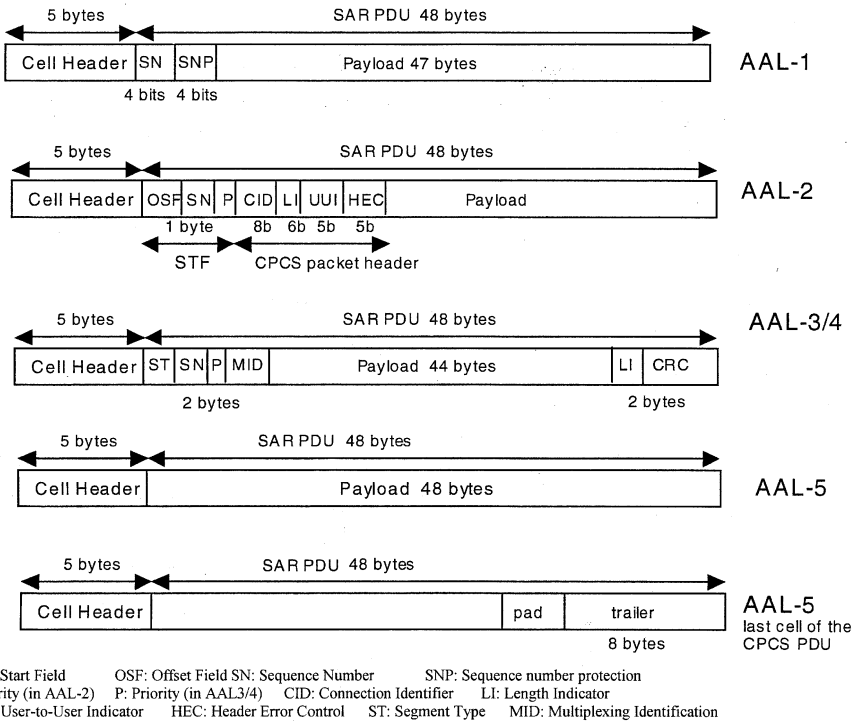 5 bytes SAR PDU 48 bytes
Cell Header SN SNP Payload 47 bytes AAL-1
4 bits 4 bits
5 bytes SAR PDU 48 bytes
Cell Header OSF SN P CID LI UUI HEC Payload AAL-2
1 byte 8b 6b 5b 5b
STF CPCS packet header
5 bytes SAR PDU 48 bytes AAL-3/4
Cell Header ST SN P MID Payload 44 bytes LI CRC
2 bytes 2 bytes
5 bytes SAR PDU 48 bytes
Cell Header Payload 48 bytes AAL-5
5 bytes SAR PDU 48 bytes
Cell Header pad trailer AAL-5
last cell of the
8 bytes CPCS PDU
Start Field OSF: Offset Field SN: Sequence Number SNP: Sequence number protection
rity (in AAL-2) P: Priority (in AAL3/4) CID: Connection Identifier LI: Length Indicator
User-to-User Indicator HEC: Header Error Control ST: Segment Type MID: Multiplexing Identification